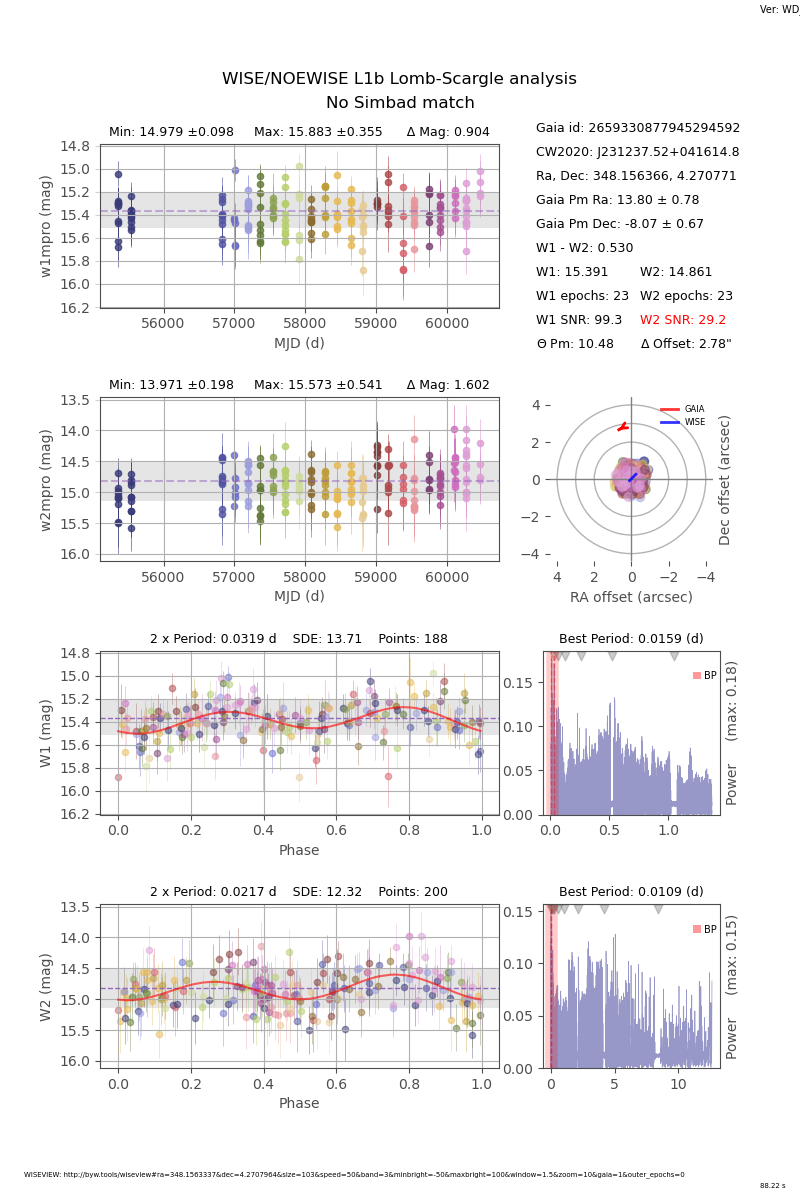 Ver: WD_
WISE/NOEWISE L1b Lomb-Scargle analysis
No Simbad match
Min: 14.979 ±0.098 Max: 15.883 ±0.355 Δ Mag: 0.904
14.8
15.0
15.2
15.4
15.6
15.8
16.0
16.2
w1mpro (mag)
56000 57000 58000 59000 60000
MJD (d)
Gaia id: 2659330877945294592
CW2020: J231237.52+041614.8
Ra, Dec: 348.156366, 4.270771
Gaia Pm Ra: 13.80 ± 0.78
Gaia Pm Dec: -8.07 ± 0.67
W1 - W2: 0.530
W1: 15.391 W2: 14.861
W1 epochs: 23 W2 epochs: 23
W1 SNR: 99.3 W2 SNR: 29.2
Θ Pm: 10.48 Δ Offset: 2.78"
Min: 13.971 ±0.198 Max: 15.573 ±0.541 Δ Mag: 1.602
13.5
14.0
14.5
15.0
15.5
16.0
w2mpro (mag)
56000 57000 58000 59000 60000
MJD (d)
GAIA
WISE
4
2
0
−2
−4
4 2 0 −2 −4
RA offset (arcsec)
Dec offset (arcsec)
2 x Period: 0.0319 d SDE: 13.71 Points: 188
14.8
15.0
15.2
15.4
15.6
15.8
16.0
16.2
W1 (mag)
0.0 0.2 0.4 0.6 0.8 1.0
Phase
Best Period: 0.0159 (d)
BP
0.15
0.10
0.05
0.00
0.0 0.5 1.0
Power (max: 0.18)
2 x Period: 0.0217 d SDE: 12.32 Points: 200
13.5
14.0
14.5
15.0
15.5
16.0
W2 (mag)
0.0 0.2 0.4 0.6 0.8 1.0
Phase
Best Period: 0.0109 (d)
BP
0.15
0.10
0.05
0.00
0 5 10
Power (max: 0.15)
WISEVIEW: http://byw.tools/wiseview#ra=348.1563337&dec=4.2707964&size=103&speed=50&band=3&minbright=-50&maxbright=100&window=1.5&zoom=10&gaia=1&outer_epochs=0
88.22 s